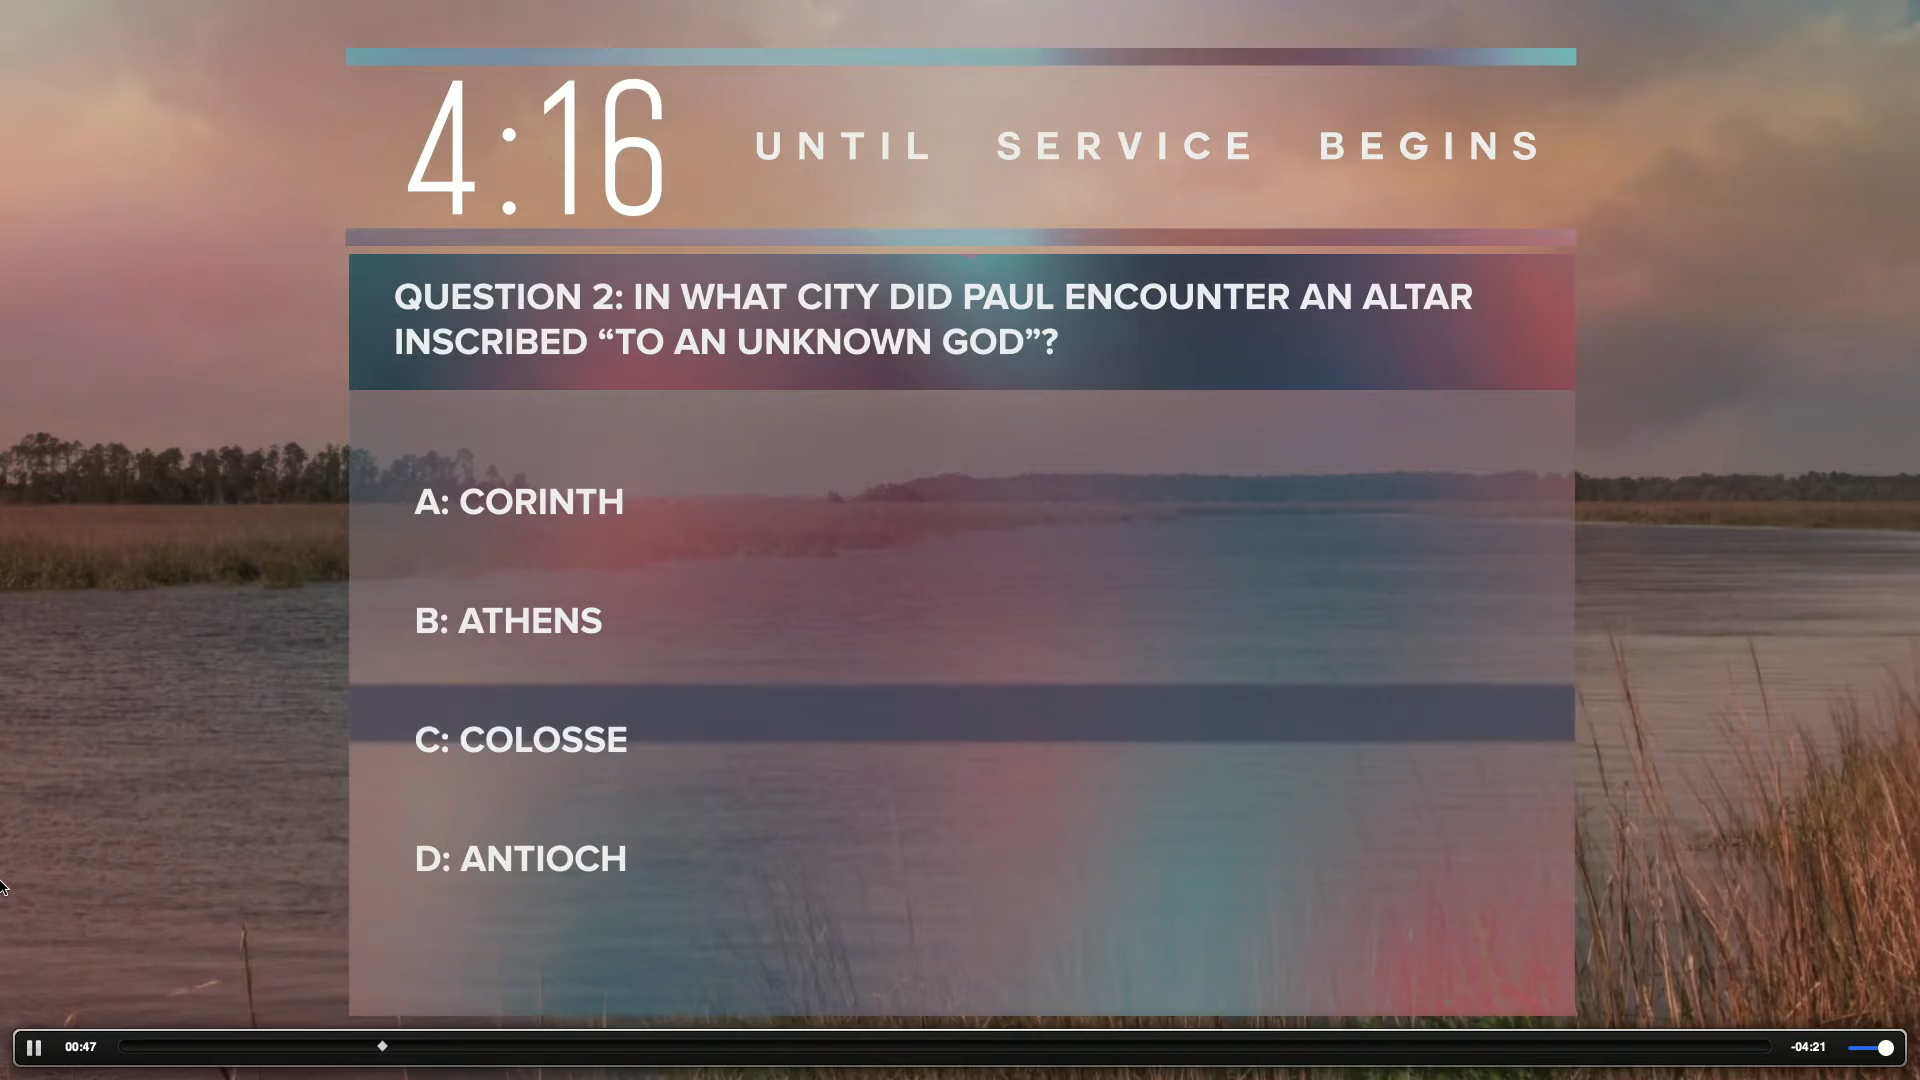 4:16 UNTIL SERVICE BEGINS
QUESTION 2: IN WHAT CITY DID PAUL ENCOUNTER AN ALTAR
INSCRIBED “TO AN UNKNOWN GOD”?
A: CORINTH
B: ATHENS
C: COLOSSE
D: ANTIOCH
00:47 -04:21